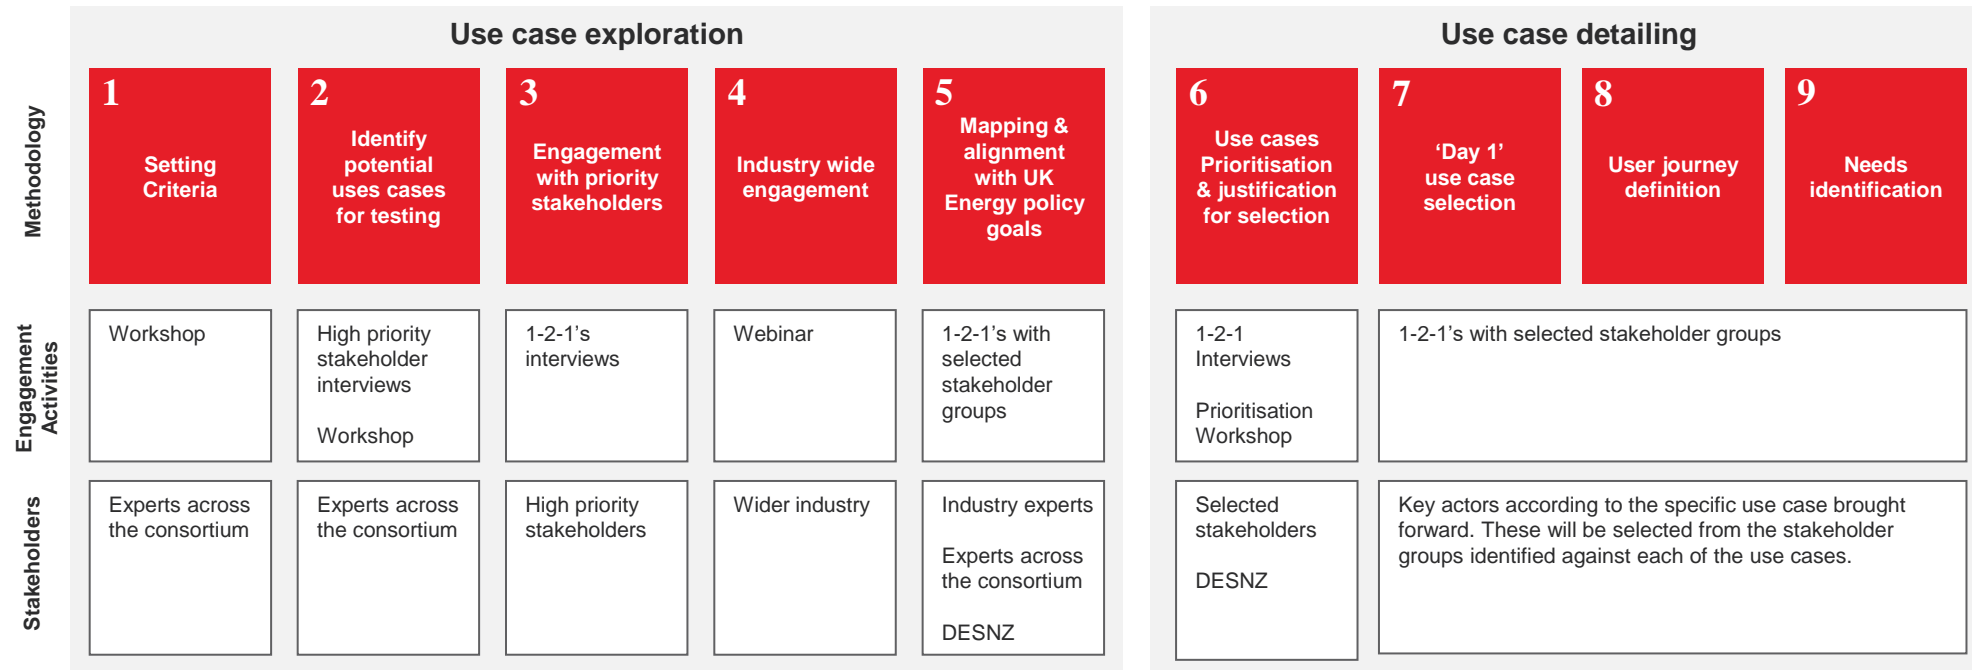 Use case exploration
Use case detailing
Methodology
1
Setting
Criteria
2
Identify
potential
uses cases
for testing
3
Engagement
with priority
stakeholders
4
Industry wide
engagement
5
Mapping &
alignment
with UK
Energy policy
goals
6
Use cases
Prioritisation
& justification
for selection
7
‘Day 1’
use case
selection
8
User journey
definition
9
Needs
identification
Engagement
Activities
Workshop
High priority
stakeholder
interviews
Workshop
1-2-1’s
interviews
Webinar
1-2-1’s with
selected
stakeholder
groups
1-2-1
Interviews
Prioritisation
Workshop
1-2-1’s with selected stakeholder groups
Stakeholders
Experts across
the consortium
Experts across
the consortium
High priority
stakeholders
Wider industry
Industry experts
Experts across
the consortium
DESNZ
Selected
stakeholders
DESNZ
Key actors according to the specific use case brought
forward. These will be selected from the stakeholder
groups identified against each of the use cases.